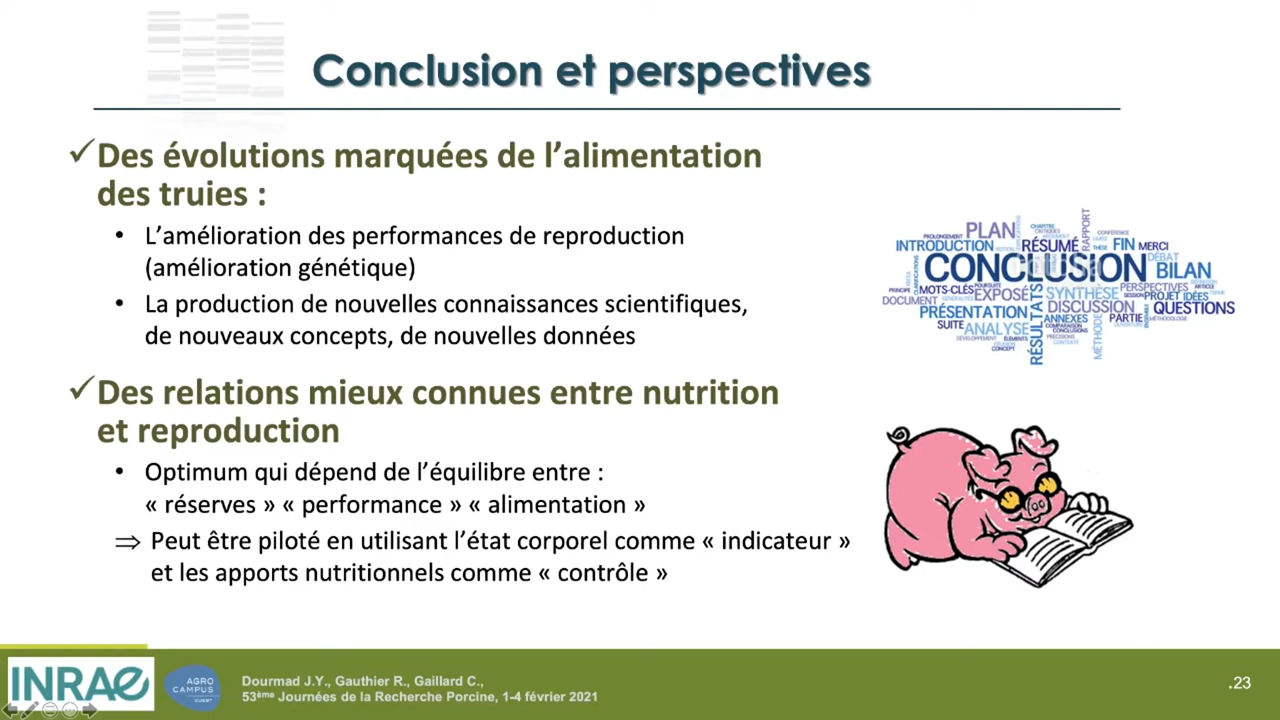 Conclusion et perspectives
✓Des évolutions marquées de l’alimentation
des truies :
• L’amélioration des performances de reproduction
(amélioration génétique)
• La production de nouvelles connaissances scientifiques,
de nouveaux concepts, de nouvelles données
✓Des relations mieux connues entre nutrition
et reproduction
• Optimum qui dépend de l’équilibre entre :
« réserves » « performance » « alimentation »
⇒ Peut être piloté en utilisant l’état corporel comme « indicateur »
et les apports nutritionnels comme « contrôle »
PLAN
RAPPORT
PROLONGEMENT
INTRODUCTION
RÉSUMÉ
FIN
MERCI
DÉBAT
CONCLUSION
BILAN
MOTS-CLÉS
EXPOSÉ
SYNTHÈSE
PERSPECTIVES
PROJET
IDÉES
DOCUMENT
PRÉSENTATION
RÉSULTATS
DISCUSSION
QUESTIONS
SUITE
ANALYSE
ANNEXES
PARTIE
MÉTHODE
CONCEPT
INRAE
AGRO
CAMPUS
OUEST
Dourmad J.Y., Gauthier R., Gaillard C.,
53ème Journées de la Recherche Porcine, 1-4 février 2021
.23